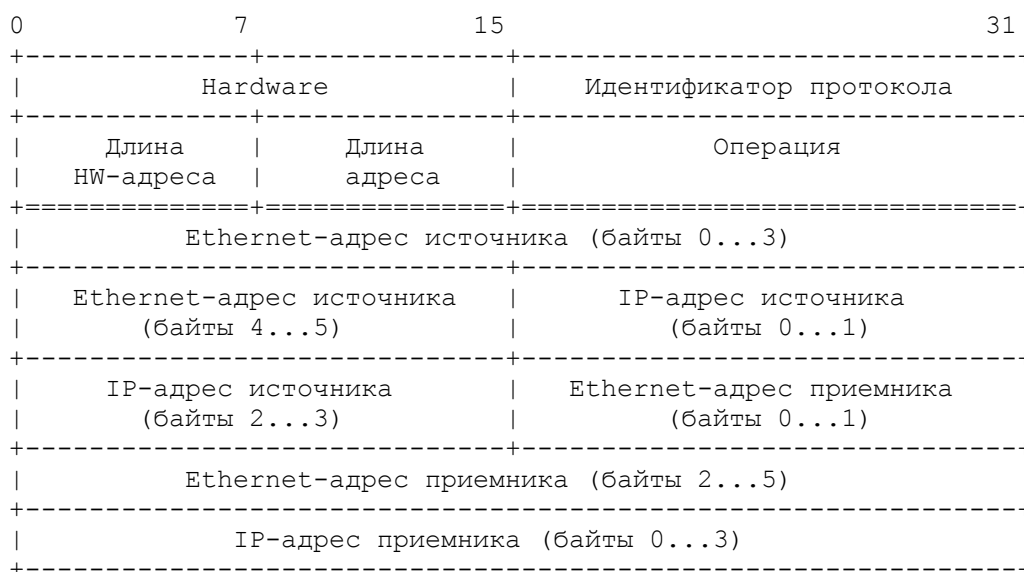 0 7 15 31
Hardware | Идентификатор протокола
Длина | Длина | Операция
HW-адреса | адреса |
Ethernet-адрес источника (байты 0...3)
Ethernet-адрес источника | IP-адрес источника
(байты 4...5) | (байты 0...1)
IP-адрес источника | Ethernet-адрес приемника
(байты 2...3) | (байты 0...1)
Ethernet-адрес приемника (байты 2...5)
IP-адрес приемника (байты 0...3)